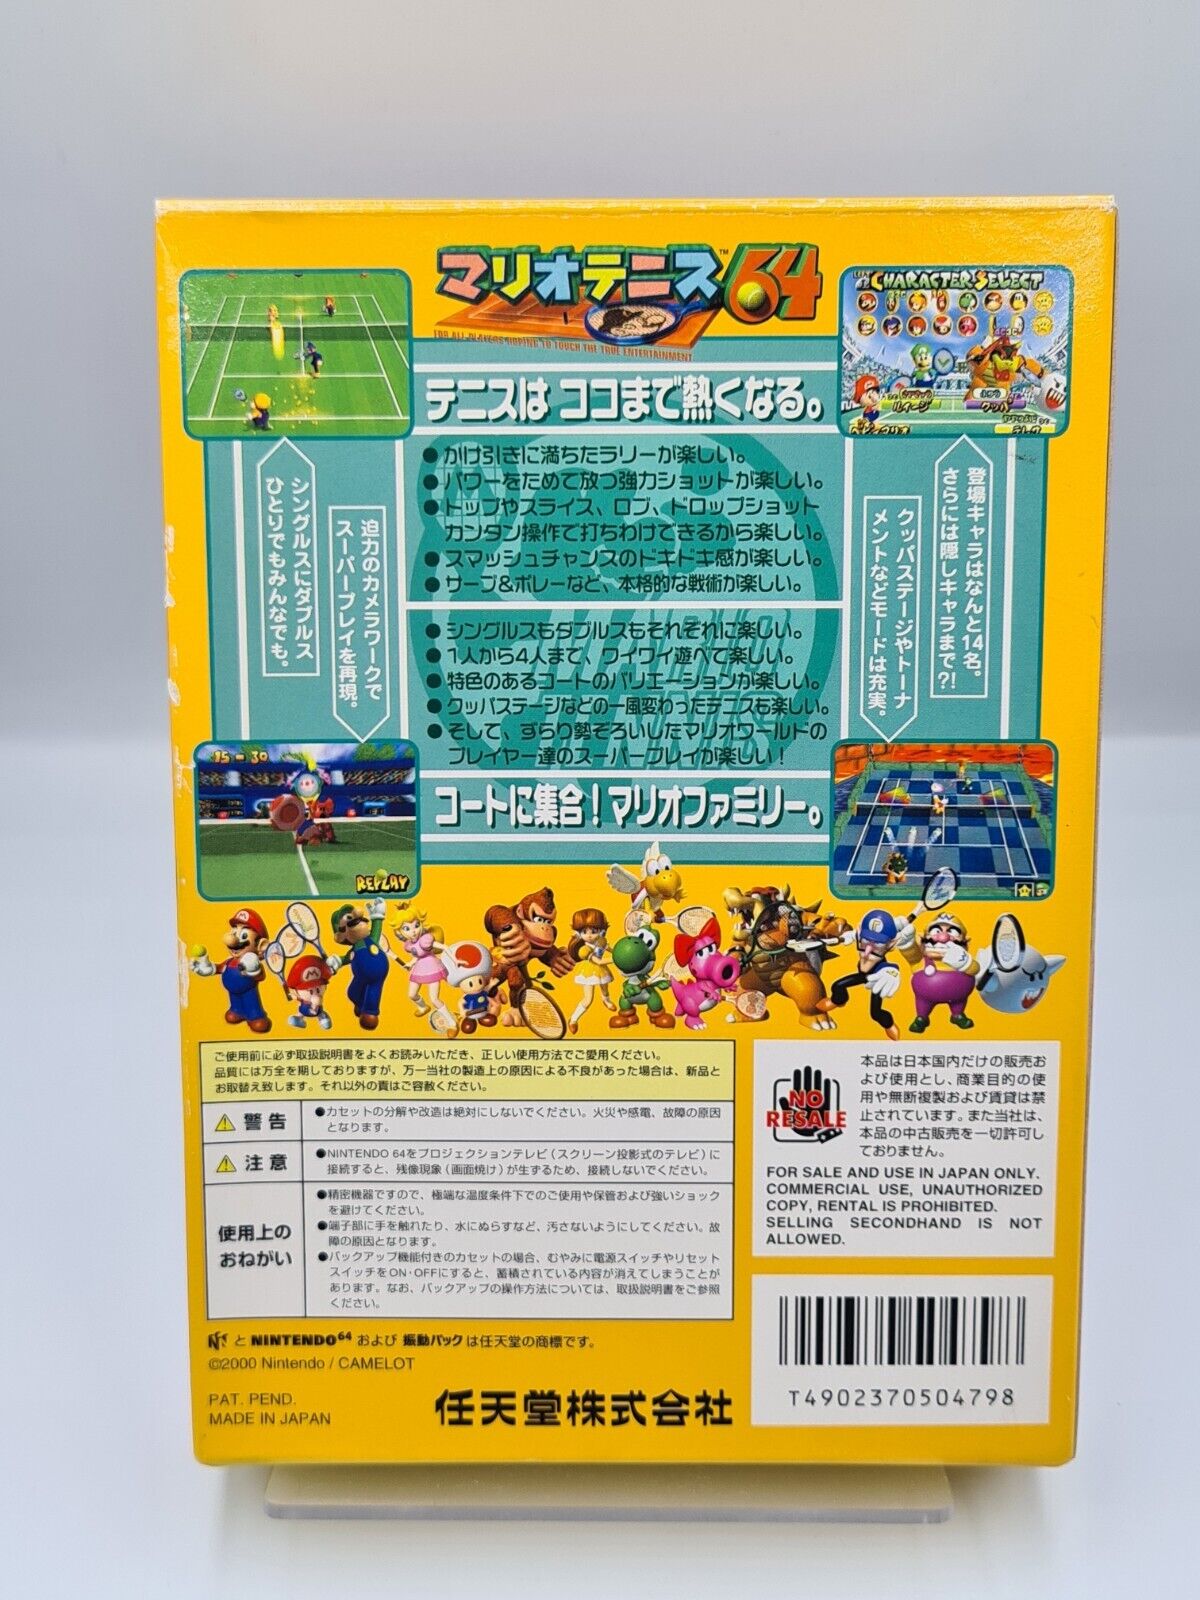 マリオテニス64™
FOR ALL PLAYERS HOPING TO TOUCH THE TRUE ENTERTAINMENT
CHARACTER SELECT
ルイージ
クッパ
ベビィマリオ
テレサ
テニスは ココまで熱くなる。
●かけ引きに満ちたラリーが楽しい。
●パワーをためて放つ強力ショットが楽しい。
●トップやスライス、ロブ、ドロップショット
カンタン操作で打ちわけできるから楽しい。
●スマッシュチャンスのドキドキ感が楽しい。
●サーブ&ボレーなど、本格的な戦術が楽しい。
●シングルスもダブルスもそれぞれに楽しい。
●1人から4人まで、ワイワイ遊べて楽しい。
●特色のあるコートのバリエーションが楽しい。
●クッパステージなどの一風変わったテニスも楽しい。
●そして、ずらり勢ぞろいしたマリオワールドの
プレイヤー達のスーパープレイが楽しい!
コートに集合!マリオファミリー。
シングルスにダブルス
ひとりでもみんなでも。
迫力のカメラワークで
スーパープレイを再現。
登場キャラはなんと14名。
さらには隠しキャラまで?!
クッパステージやトーナ
メントなどモードは充実。
MARIO
TENNIS
15-30
REPLAY
ご使用前に必ず取扱説明書をよくお読みいただき、正しい使用方法でご愛用ください。
品質には万全を期しておりますが、万一当社の製造上の原因による不良があった場合は、新品と
お取替え致します。それ以外の責はご容赦ください。
警告
●カセットの分解や改造は絶対にしないでください。火災や感電、故障の原因
となります。
注意
●NINTENDO 64をプロジェクションテレビ(スクリーン投影式のテレビ)に
接続すると、残像現象(画面焼け)が生ずるため、接続しないでください。
使用上の
おねがい
●精密機器ですので、極端な温度条件下でのご使用や保管および強いショック
を避けてください。
●端子部に手を触れたり、水にぬらすなど、汚さないようにしてください。故
障の原因となります。
●バックアップ機能付きのカセットの場合、むやみに電源スイッチやリセット
スイッチをON・OFFにすると、蓄積されている内容が消えてしまうことが
あります。なお、バックアップの操作方法については、取扱説明書をご参照
ください。
と NINTENDO64 および 振動パック は任天堂の商標です。
©2000 Nintendo / CAMELOT
PAT. PEND.
MADE IN JAPAN
任天堂株式会社
NO
RESALE
本品は日本国内だけの販売お
よび使用とし、商業目的の使
用や無断複製および賃貸は禁
止されています。また当社は、
本品の中古販売を一切許可し
ておりません。
FOR SALE AND USE IN JAPAN ONLY.
COMMERCIAL USE, UNAUTHORIZED
COPY, RENTAL IS PROHIBITED.
SELLING SECONDHAND IS NOT
ALLOWED.
T4902370504798